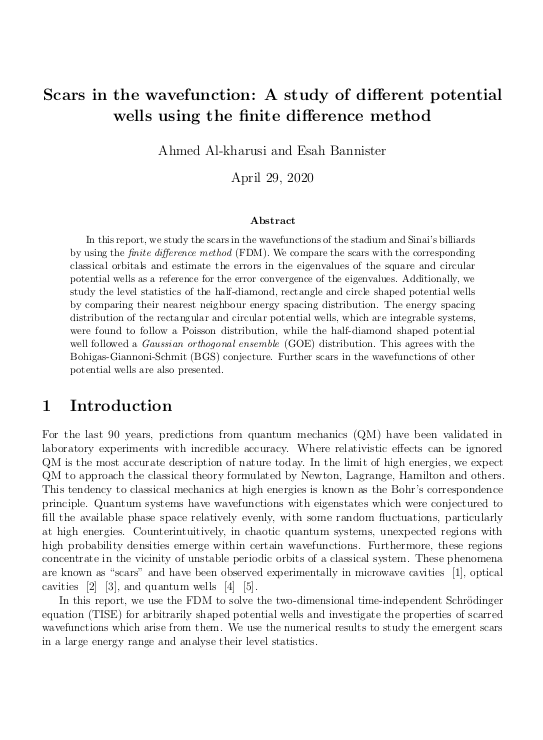 Scars in the wavefunction: A study of different potential
wells using the finite difference method
Ahmed Al-kharusi and Esah Bannister
April 29, 2020
Abstract
In this report, we study the scars in the wavefunctions of the stadium and Sinai's billiards
by using the finite difference method (FDM). We compare the scars with the corresponding
classical orbitals and estimate the errors in the eigenvalues of the square and circular
potential wells as a reference for the error convergence of the eigenvalues. Additionally, we
study the level statistics of the half-diamond, rectangle and circle shaped potential wells
by comparing their nearest neighbour energy spacing distribution. The energy spacing
distribution of the rectangular and circular potential wells, which are integrable systems,
were found to follow a Poisson distribution, while the half-diamond shaped potential
well followed a Gaussian orthogonal ensemble (GOE) distribution. This agrees with the
Bohigas-Giannoni-Schmit (BGS) conjecture. Further scars in the wavefunctions of other
potential wells are also presented.
1 Introduction
For the last 90 years, predictions from quantum mechanics (QM) have been validated in
laboratory experiments with incredible accuracy. Where relativistic effects can be ignored
QM is the most accurate description of nature today. In the limit of high energies, we expect
QM to approach the classical theory formulated by Newton, Lagrange, Hamilton and others.
This tendency to classical mechanics at high energies is known as the Bohr's correspondence
principle. Quantum systems have wavefunctions with eigenstates which were conjectured to
fill the available phase space relatively evenly, with some random fluctuations, particularly
at high energies. Counterintuitively, in chaotic quantum systems, unexpected regions with
high probability densities emerge within certain wavefunctions. Furthermore, these regions
concentrate in the vicinity of unstable periodic orbits of a classical system. These phenomena
are known as “scars” and have been observed experimentally in microwave cavities [1], optical
cavities [2] [3], and quantum wells [4] [5].
In this report, we use the FDM to solve the two-dimensional time-independent Schrödinger
equation (TISE) for arbitrarily shaped potential wells and investigate the properties of scarred
wavefunctions which arise from them. We use the numerical results to study the emergent scars
in a large energy range and analyse their level statistics.